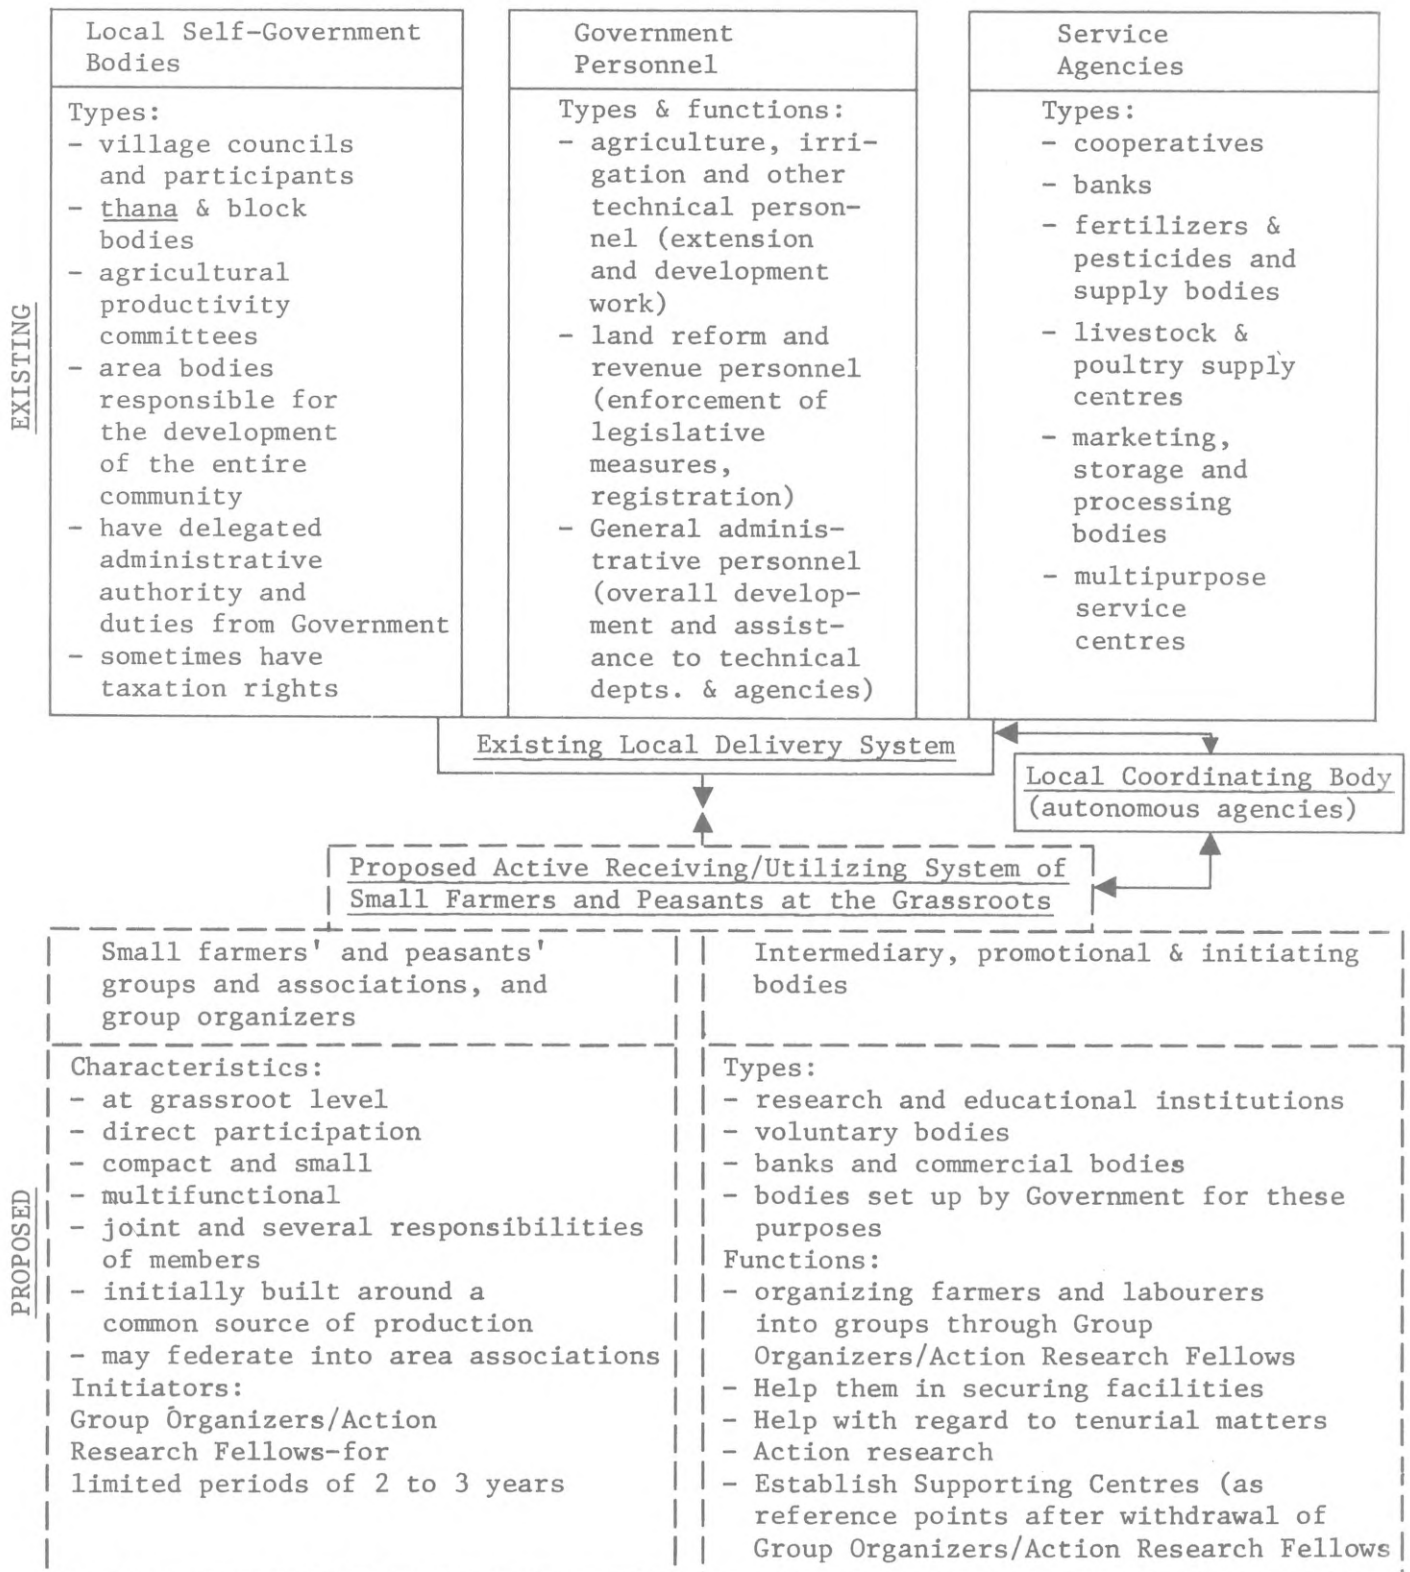 EXISTING
Local Self-Government
Bodies
Types:
- village councils
and participants
- thana & block
bodies
- agricultural
productivity
committees
- area bodies
responsible for
the development
of the entire
community
- have delegated
administrative
authority and
duties from Government
- sometimes have
taxation rights
Government
Personnel
Types & functions:
- agriculture, irri-
gation and other
technical person-
nel (extension
and development
work)
- land reform and
revenue personnel
(enforcement of
legislative
measures,
registration)
- General adminis-
trative personnel
(overall develop-
ment and assist-
ance to technical
depts. & agencies)
Service
Agencies
Types:
- cooperatives
- banks
- fertilizers &
pesticides and
supply bodies
- livestock &
poultry supply
centres
- marketing,
storage and
processing
bodies
- multipurpose
service
centres
Existing Local Delivery System
Local Coordinating Body
(autonomous agencies)
Proposed Active Receiving/Utilizing System of
Small Farmers and Peasants at the Grassroots
PROPOSED
Small farmers' and peasants'
groups and associations, and
group organizers
Characteristics:
- at grassroot level
- direct participation
- compact and small
- multifunctional
- joint and several responsibilities
of members
- initially built around a
common source of production
- may federate into area associations
Initiators:
Group Organizers/Action
Research Fellows-for
limited periods of 2 to 3 years
Intermediary, promotional & initiating
bodies
Types:
- research and educational institutions
- voluntary bodies
- banks and commercial bodies
- bodies set up by Government for these
purposes
Functions:
- organizing farmers and labourers
into groups through Group
Organizers/Action Research Fellows
- Help them in securing facilities
- Help with regard to tenurial matters
- Action research
- Establish Supporting Centres (as
reference points after withdrawal of
Group Organizers/Action Research Fellows